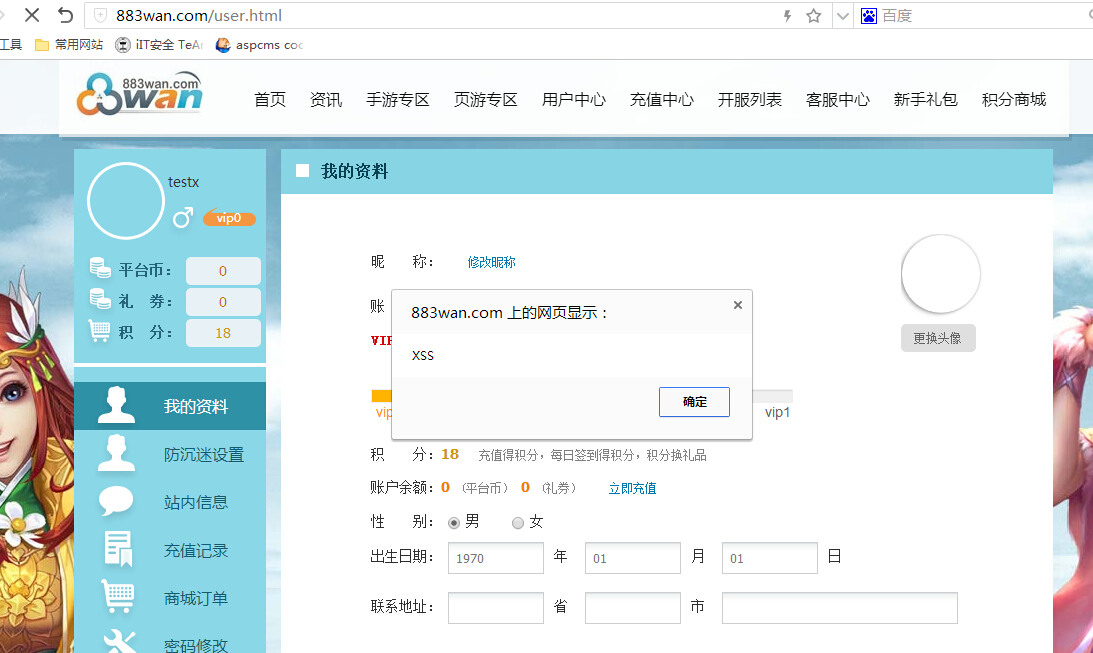 883wan.com/user.html
百度
工具 常用网站 iIT安全 TeA aspcms coc
883wan.com
88wan
首页 资讯 手游专区 页游专区 用户中心 充值中心 开服列表 客服中心 新手礼包 积分商城
testx
vip0
平台币： 0
礼 券： 0
积 分： 18
我的资料
防沉迷设置
站内信息
充值记录
商城订单
密码修改
我的资料
昵 称： 修改昵称
更换头像
账
VIP
883wan.com 上的网页显示：
×
XSS
确定
vip
vip1
积 分：18 充值得积分，每日签到得积分，积分换礼品
账户余额：0 （平台币） 0 （礼券） 立即充值
性 别： 男 女
出生日期： 1970 年 01 月 01 日
联系地址： 省 市